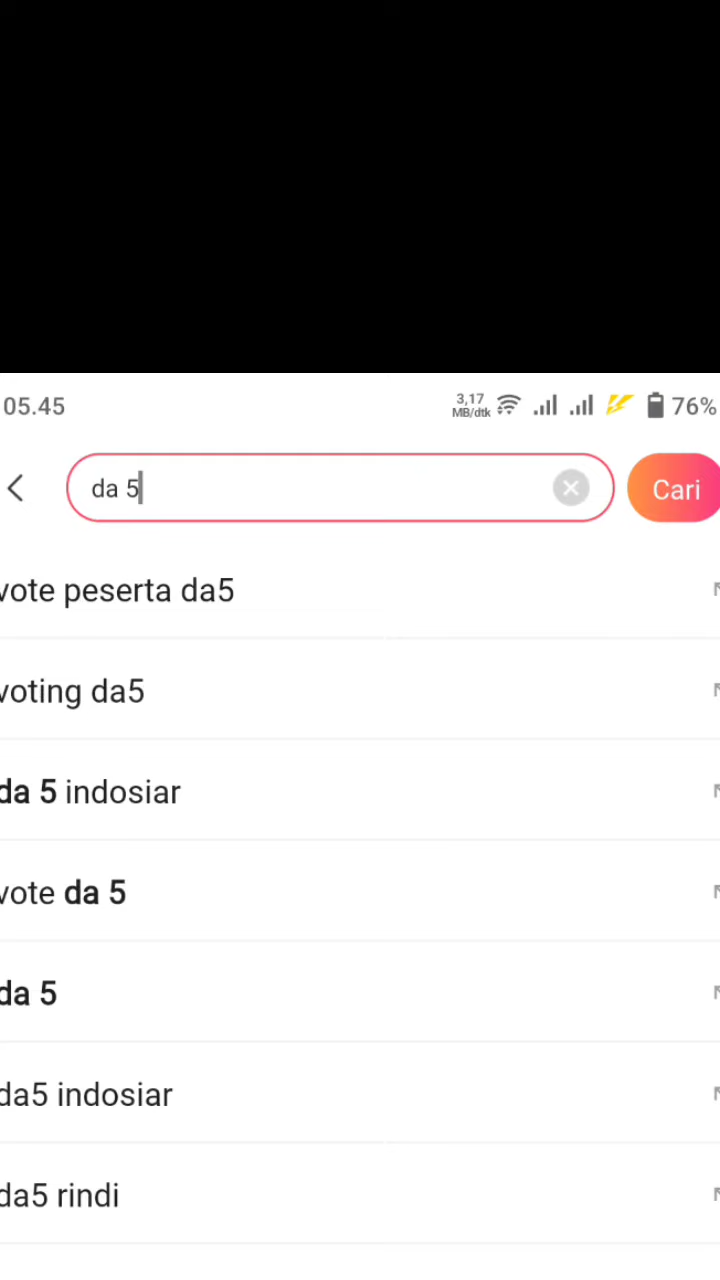 05.45 3,17 MB/dtk 76%
da 5 Cari
vote peserta da5
voting da5
da 5 indosiar
vote da 5
da 5
da5 indosiar
da5 rindi